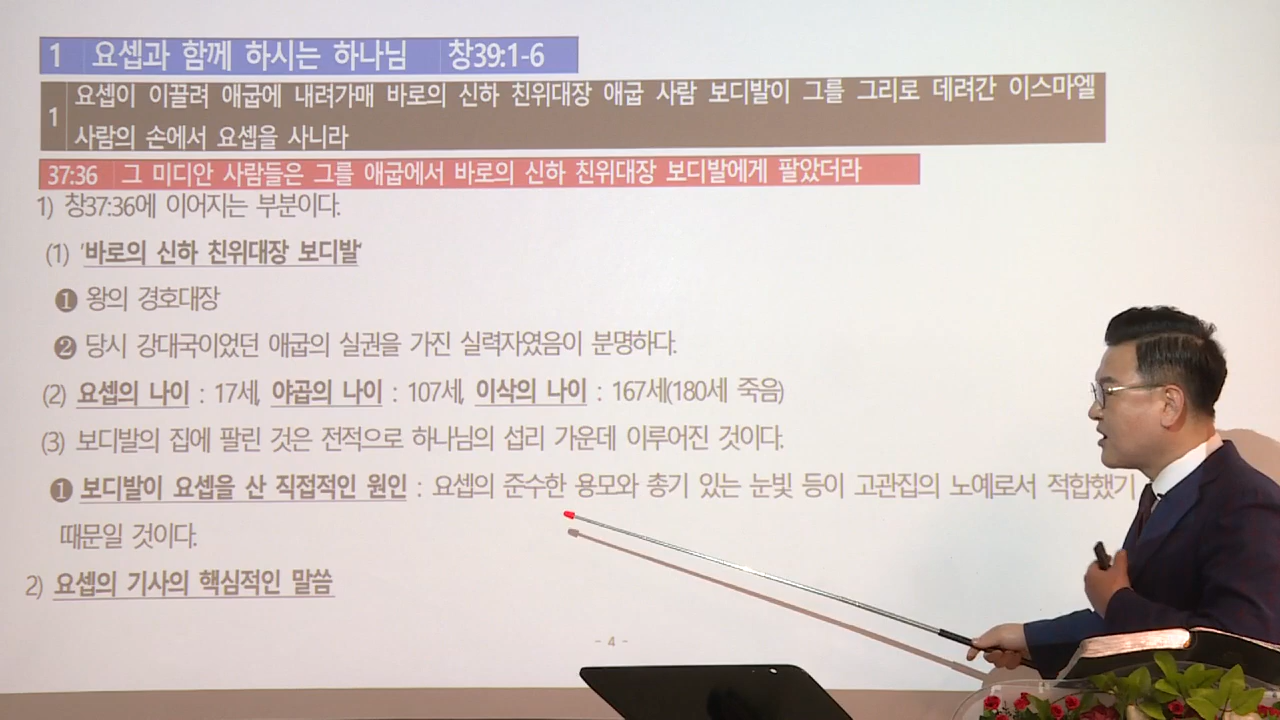 1 요셉과 함께 하시는 하나님 창39:1-6
1 요셉이 이끌려 애굽에 내려가매 바로의 신하 친위대장 애굽 사람 보디발이 그를 그리로 데려간 이스마엘
사람의 손에서 요셉을 사니라
37:36 그 미디안 사람들은 그를 애굽에서 바로의 신하 친위대장 보디발에게 팔았더라
1) 창37:36에 이어지는 부분이다.
(1) '바로의 신하 친위대장 보디발'
❶ 왕의 경호대장
❷ 당시 강대국이었던 애굽의 실권을 가진 실력자였음이 분명하다.
(2) 요셉의 나이 : 17세, 야곱의 나이 : 107세, 이삭의 나이 : 167세(180세 죽음)
(3) 보디발의 집에 팔린 것은 전적으로 하나님의 섭리 가운데 이루어진 것이다.
❶ 보디발이 요셉을 산 직접적인 원인 : 요셉의 준수한 용모와 총기 있는 눈빛 등이 고관집의 노예로서 적합했기
때문일 것이다.
2) 요셉의 기사의 핵심적인 말씀
- 4 -